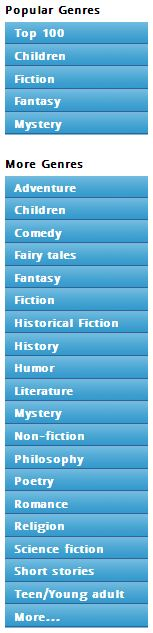 Popular Genres
Top 100
Children
Fiction
Fantasy
Mystery
More Genres
Adventure
Children
Comedy
Fairy tales
Fantasy
Fiction
Historical Fiction
History
Humor
Literature
Mystery
Non-fiction
Philosophy
Poetry
Romance
Religion
Science fiction
Short stories
Teen/Young adult
More...